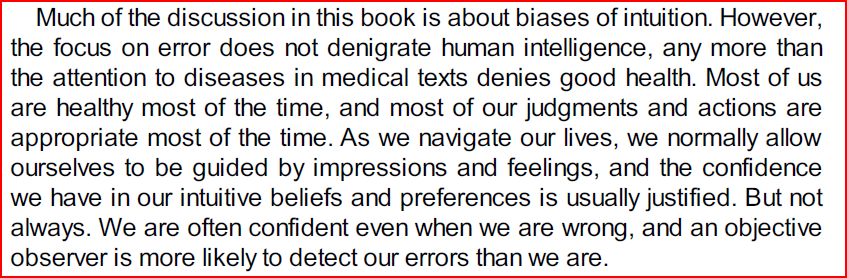 Much of the discussion in this book is about biases of intuition. However,
the focus on error does not denigrate human intelligence, any more than
the attention to diseases in medical texts denies good health. Most of us
are healthy most of the time, and most of our judgments and actions are
appropriate most of the time. As we navigate our lives, we normally allow
ourselves to be guided by impressions and feelings, and the confidence
we have in our intuitive beliefs and preferences is usually justified. But not
always. We are often confident even when we are wrong, and an objective
observer is more likely to detect our errors than we are.